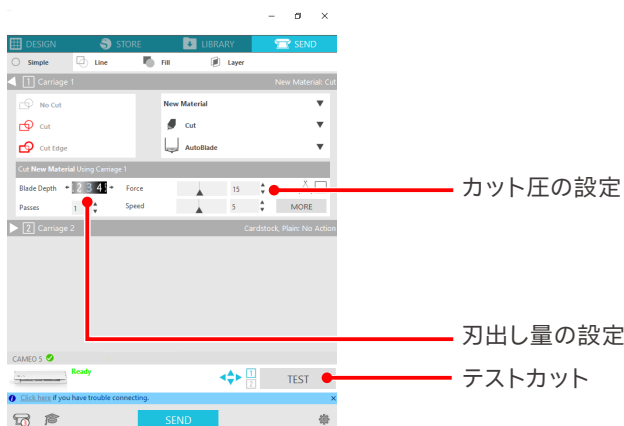 DESIGN STORE LIBRARY SEND
Simple Line Fill Layer
1 Carriage 1 New Material: Cut
No Cut
Cut
Cut Edge
New Material
Cut
AutoBlade
Cut New Material Using Carriage 1
Blade Depth 2 3 4 Force 15
Passes 1 Speed 5 MORE
カット圧の設定
2 Carriage 2 Cardstock, Plain: No Action
刃出し量の設定
CAMEO 5
Ready
1
2
TEST
テストカット
Click here if you have trouble connecting.
SEND